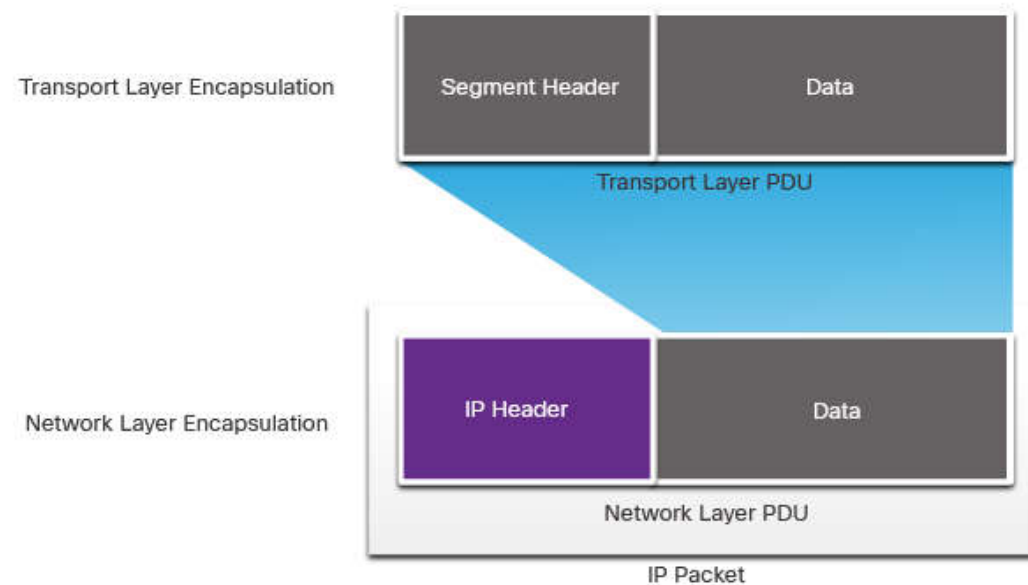 Transport Layer Encapsulation
Segment Header
Data
Transport Layer PDU
Network Layer Encapsulation
IP Header
Data
Network Layer PDU
IP Packet